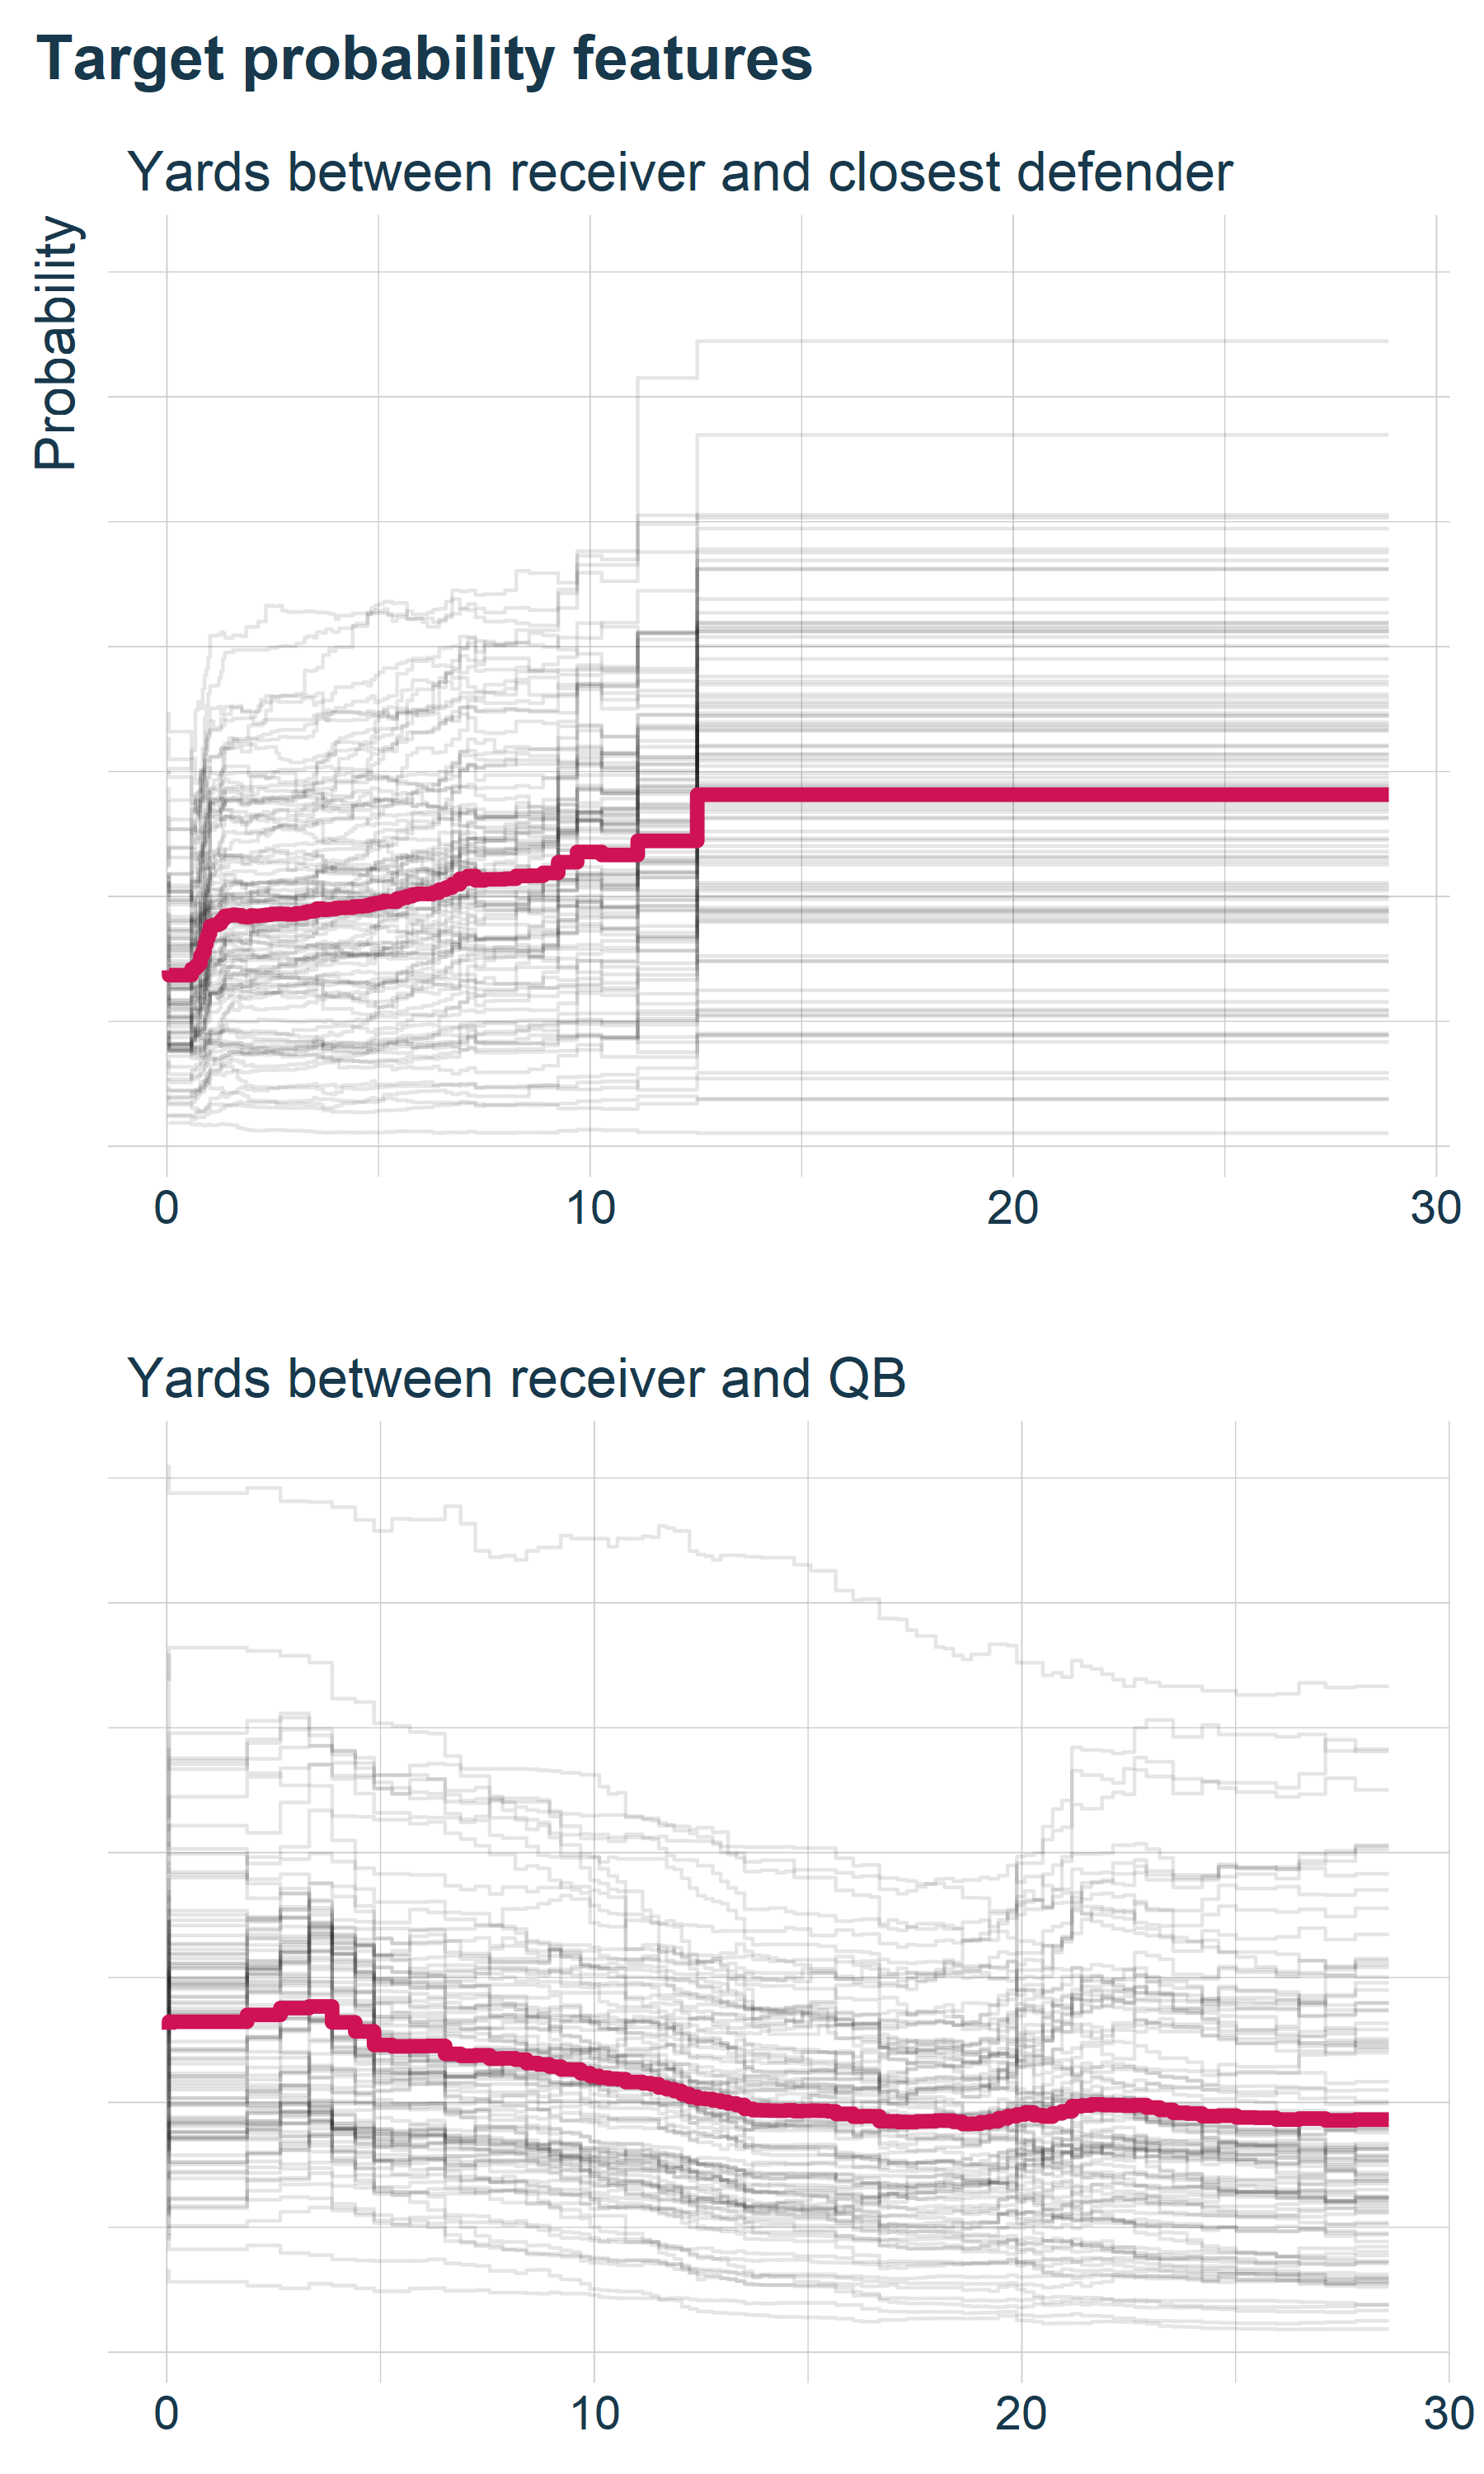 Target probability features
Yards between receiver and closest defender
Probability
0 10 20 30
Yards between receiver and QB
0 10 20 30